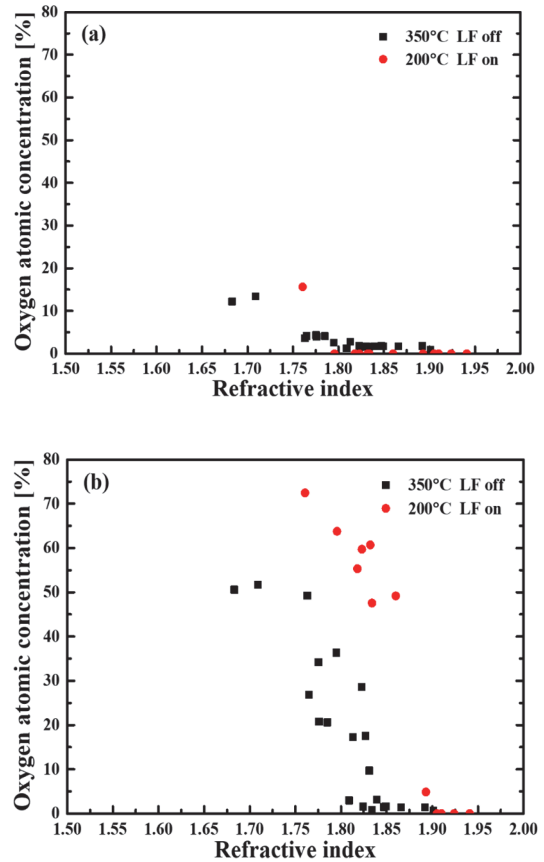 (a)
350°C LF off
200°C LF on
Oxygen atomic concentration [%]
80
70
60
50
40
30
20
10
0
1.50 1.55 1.60 1.65 1.70 1.75 1.80 1.85 1.90 1.95 2.00
Refractive index
(b)
350°C LF off
200°C LF on
Oxygen atomic concentration [%]
80
70
60
50
40
30
20
10
0
1.50 1.55 1.60 1.65 1.70 1.75 1.80 1.85 1.90 1.95 2.00
Refractive index